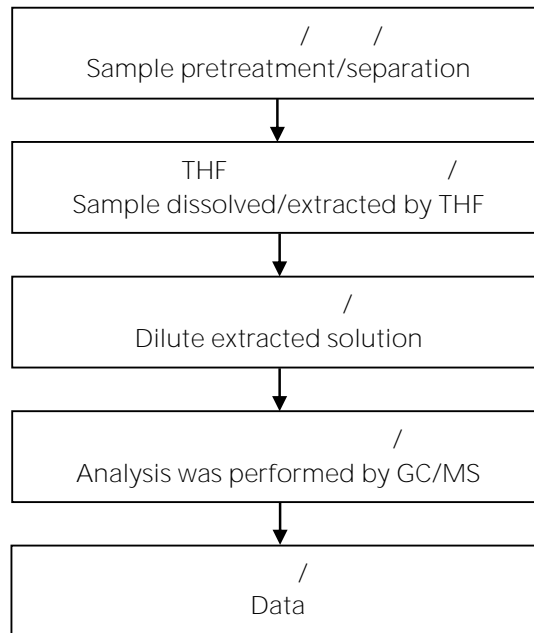 / /
Sample pretreatment/separation
THF /
Sample dissolved/extracted by THF
/
Dilute extracted solution
/
Analysis was performed by GC/MS
/
Data